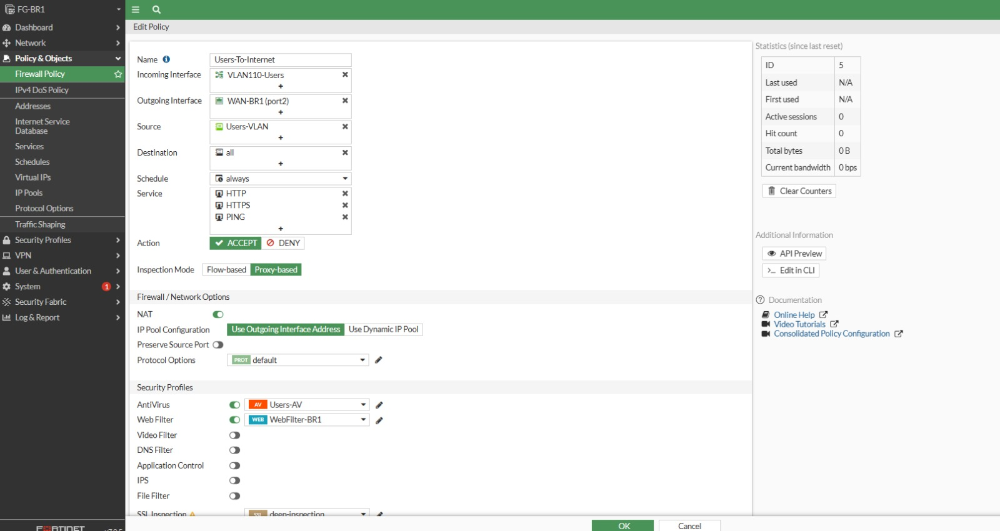 FG-BR1
Dashboard
Network
Policy & Objects
Firewall Policy
IPv4 DoS Policy
Addresses
Internet Service
Database
Services
Schedules
Virtual IPs
IP Pools
Protocol Options
Traffic Shaping
Security Profiles
VPN
User & Authentication
System 1
Security Fabric
Log & Report
FORTINET
Edit Policy
Name Users-To-Internet
Incoming Interface VLAN110-Users
Outgoing Interface WAN-BR1 (port2)
Source Users-VLAN
Destination all
Schedule always
Service HTTP
HTTPS
PING
Action ACCEPT DENY
Inspection Mode Flow-based Proxy-based
Firewall / Network Options
NAT
IP Pool Configuration Use Outgoing Interface Address Use Dynamic IP Pool
Preserve Source Port
Protocol Options PROT default
Security Profiles
AntiVirus AV Users-AV
Web Filter WEB WebFilter-BR1
Video Filter
DNS Filter
Application Control
IPS
File Filter
SSL Inspection SSL deep-inspection
OK Cancel
Statistics (since last reset)
ID 5
Last used N/A
First used N/A
Active sessions 0
Hit count 0
Total bytes 0 B
Current bandwidth 0 bps
Clear Counters
Additional Information
API Preview
>_ Edit in CLI
Documentation
Online Help
Video Tutorials
Consolidated Policy Configuration